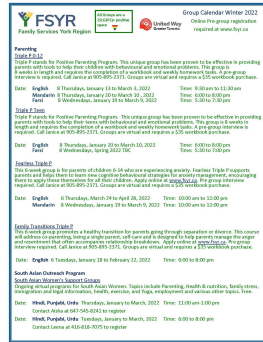 FSYR
Family Services York Region
All Groups are a
2SLGBTQI+ positive
space
United Way
Greater Toronto
Group Calendar Winter 2022
Online Pre-group registration
required at www.fsyr.ca
Parenting
Triple P 0:12
Triple P stands for Positive Parenting Program. This unique group has been proven to be effective in providing
parents with tools to help their children with behavioural and emotional problems. This group is
8 weeks in length and requires the completion of a workbook and weekly homework tasks. A pre-group interview is
required. Call Janice at 905-895-2371. Groups are virtual and requires a $35 workbook purchase.
Date: English 8 Thursdays, January 13 to March 3, 2022 Time: 9:30 am to 11:30 am
Mandarin 8 Thursdays, January 20 to March 10, 2022 Time: 6:00 to 8:00 pm
Farsi 8 Wednesdays, January 19 to March 9, 2022 Time: 5:30 to 7:30 pm
Triple P Teen
Triple P stands for Positive Parenting Program. This unique group has been proven to be effective in providing
parents with tools to help their teens with behavioural and emotional problems. This group is 8 weeks in
length and requires the completion of a workbook and weekly homework tasks. A pre-group interview is
required. Call Janice at 905-895-2371. Groups are virtual and requires a $35 workbook purchase.
Date: English 8 Thursdays, January 20 to March 10, 2022 Time: 6:00 to 8:00 pm
Farsi 8 Wednesdays, Spring 2022 TBC Time: 5:30 to 7:00 pm
Fearless Triple P
This 6-week group is for parents of children 6-14 who are experiencing anxiety. Fearless Triple P supports
parents and helps them to learn new cognitive behavioural strategies for anxiety management, encouraging
them to apply these themselves for all their children. Apply online at www.fsyr.ca. Pre group interview
required. Call Janice at 905-895-2371. Groups are virtual and requires a $35 workbook purchase.
Date: English 6 Thursdays, March 24 to April 28, 2022 Time: 10:00 am to 12:00 pm
Mandarin 8 Wednesdays, January 19 to March 9, 2022 Time: 10:00 am to 12:00 pm
Family Transitions Triple P
This 6-week group promotes a healthy transition for parents going through separation or divorce. This course
will address co-parenting, being a single parent, self-care and is designed to help parents manage the anger
and resentment that often accompanies relationship breakdown. Apply online at www.fsyr.ca. Pre group
interview required. Call Janice at 905-895-2371. Groups are virtual and requires a $35 workbook purchase.
Date: English 6 Tuesdays, January 18 to February 22, 2022 Time: 6:00 to 8:00 pm
South Asian Outreach Program
South Asian Women's Support Groups
Ongoing virtual programs for South Asian Women. Topics include Parenting, Health & nutrition, family stress,
immigration and legal information, health, exercise, and Yoga, employment and various other topics. Free.
Date: Hindi, Punjabi, Urdu Thursdays, January to March, 2022 Time: 11:00 am-1:00 pm
Contact Aisha at 647-545-8241 to register
Date: Hindi, Punjabi, Urdu Tuesdays, January to March, 2022 Time: 6:00 to 8:00 pm
Contact Leena at 416-818-7075 to register